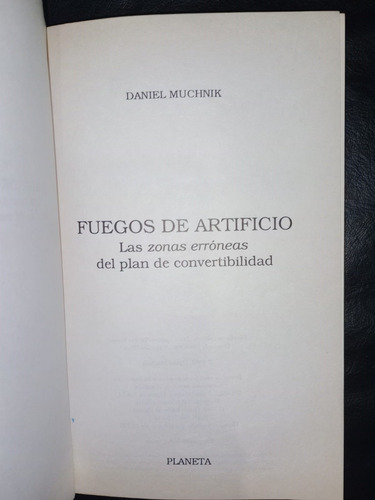 DANIEL MUCHNIK
FUEGOS DE ARTIFICIO
Las zonas erróneas
del plan de convertibilidad
PLANETA